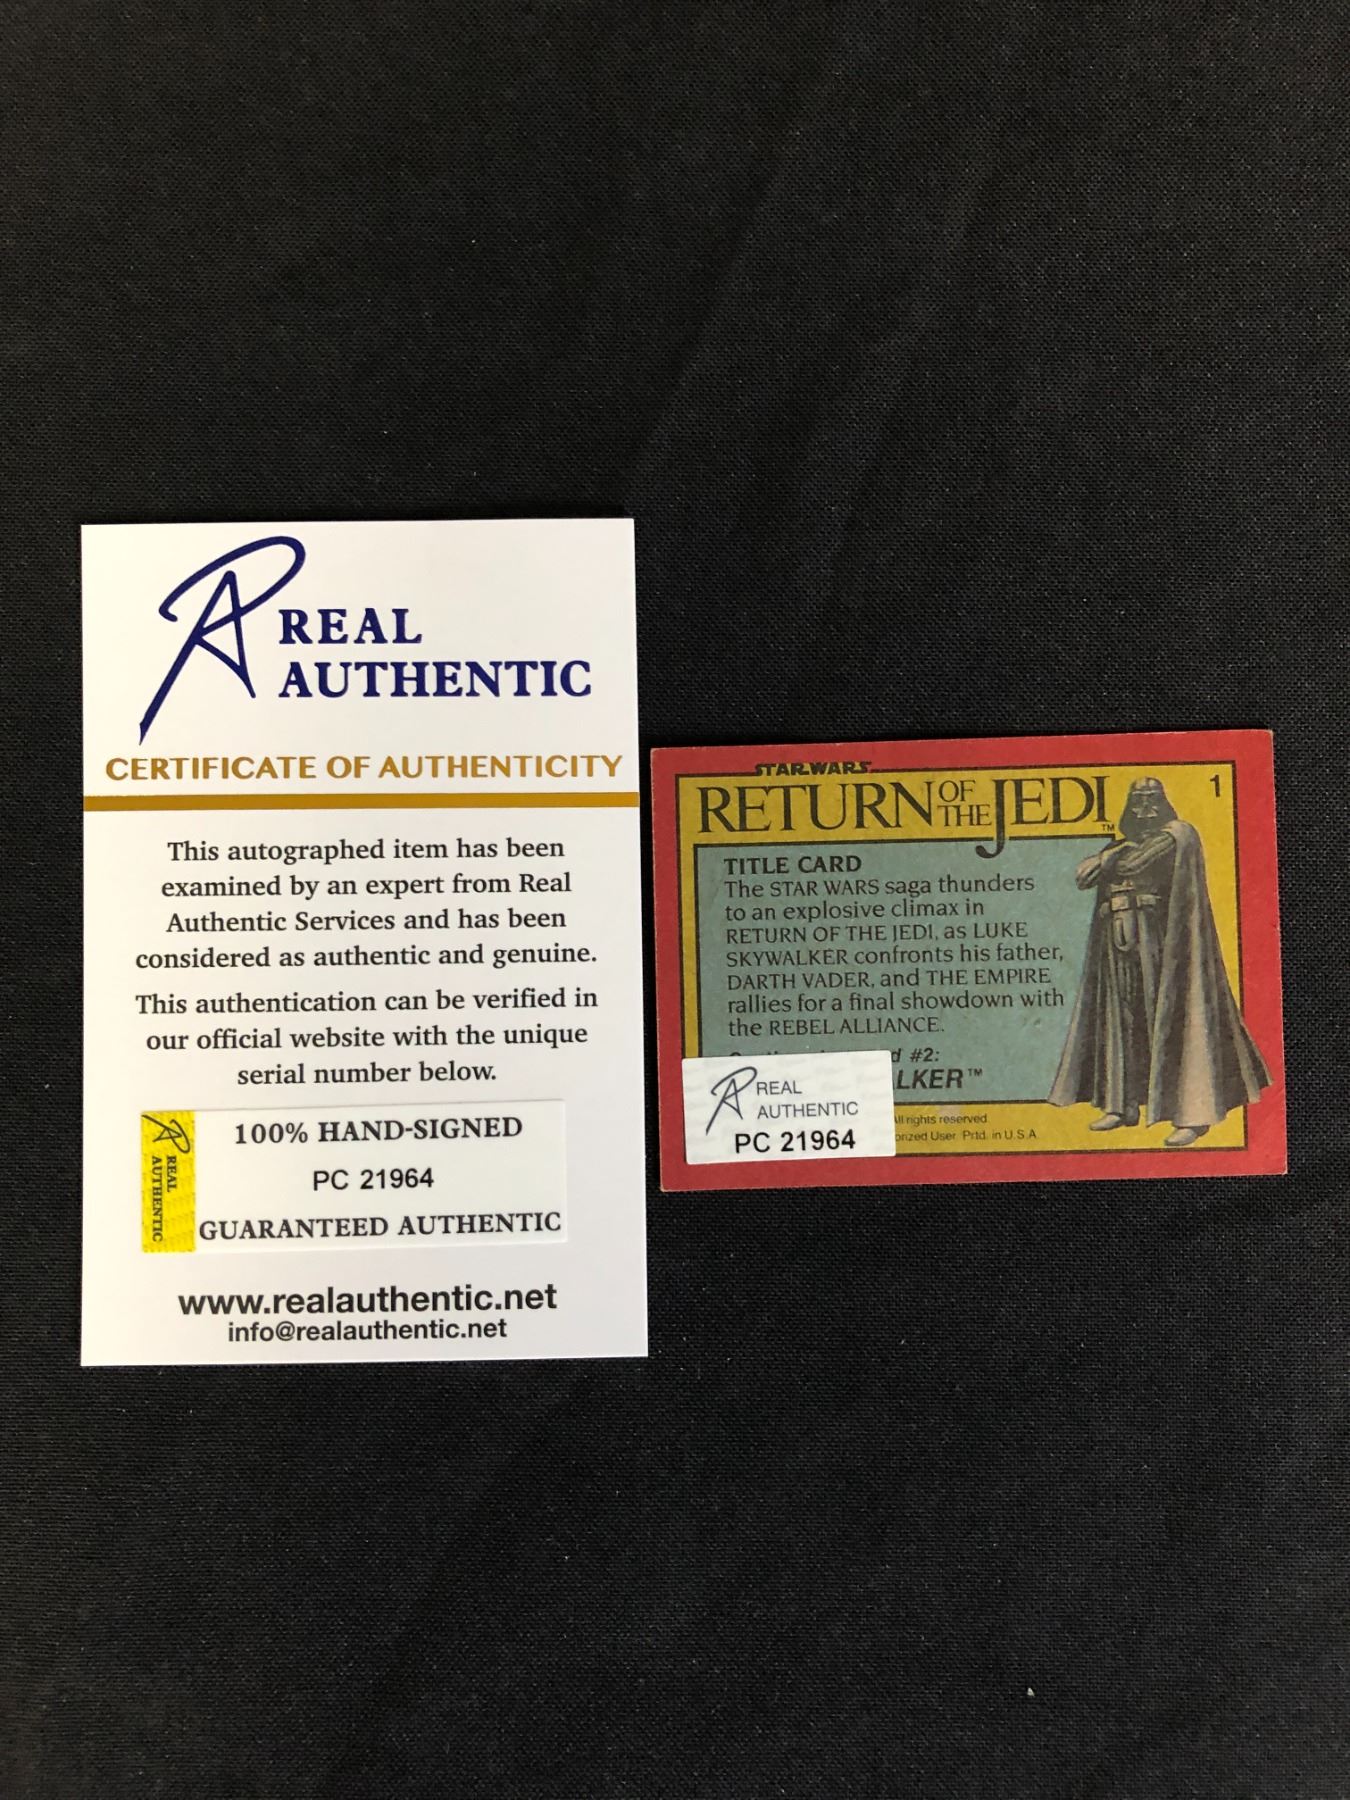 REAL
AUTHENTIC
CERTIFICATE OF AUTHENTICITY
This autographed item has been
examined by an expert from Real
Authentic Services and has been
considered as authentic and genuine.
This authentication can be verified in
our official website with the unique
serial number below.
REAL
AUTHENTIC
100% HAND-SIGNED
PC 21964
GUARANTEED AUTHENTIC
www.realauthentic.net
info@realauthentic.net
STAR WARS
RETURN OF THE JEDI™
1
TITLE CARD
The STAR WARS saga thunders
to an explosive climax in
RETURN OF THE JEDI, as LUKE
SKYWALKER confronts his father,
DARTH VADER, and THE EMPIRE
rallies for a final showdown with
the REBEL ALLIANCE.
#2:
LKER™
All rights reserved
User Prtd. in U.S.A.
REAL
AUTHENTIC
PC 21964